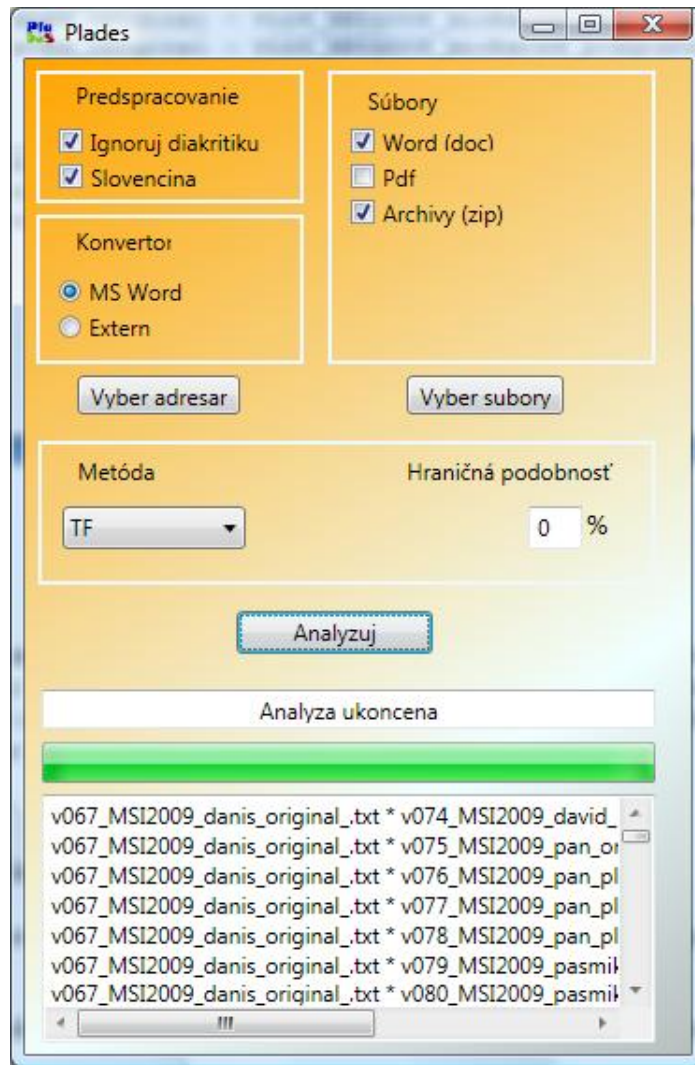 Plades
Predspracovanie
Ignoruj diakritiku
Slovencina
Súbory
Word (doc)
Pdf
Archivy (zip)
Konvertor
MS Word
Extern
Vyber adresar
Vyber subory
Metóda
Hraničná podobnosť
TF
0 %
Analyzuj
Analyza ukoncena
v067_MSI2009_danis_original_.txt * v074_MSI2009_david_
v067_MSI2009_danis_original_.txt * v075_MSI2009_pan_or
v067_MSI2009_danis_original_.txt * v076_MSI2009_pan_pl
v067_MSI2009_danis_original_.txt * v077_MSI2009_pan_pl
v067_MSI2009_danis_original_.txt * v078_MSI2009_pan_pl
v067_MSI2009_danis_original_.txt * v079_MSI2009_pasmik
v067_MSI2009_danis_original_.txt * v080_MSI2009_pasmik